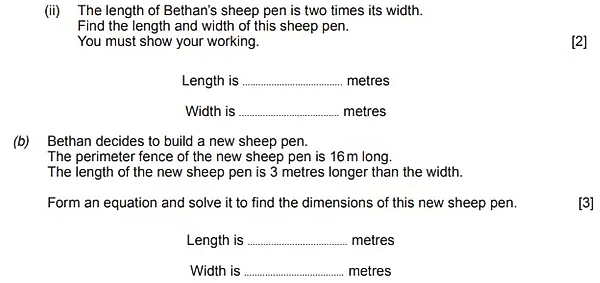 (ii) The length of Bethan's sheep pen is two times its width.
Find the length and width of this sheep pen.
You must show your working. [2]
Length is .................................... metres
Width is .................................... metres
(b) Bethan decides to build a new sheep pen.
The perimeter fence of the new sheep pen is 16 m long.
The length of the new sheep pen is 3 metres longer than the width.
Form an equation and solve it to find the dimensions of this new sheep pen. [3]
Length is .................................... metres
Width is .................................... metres